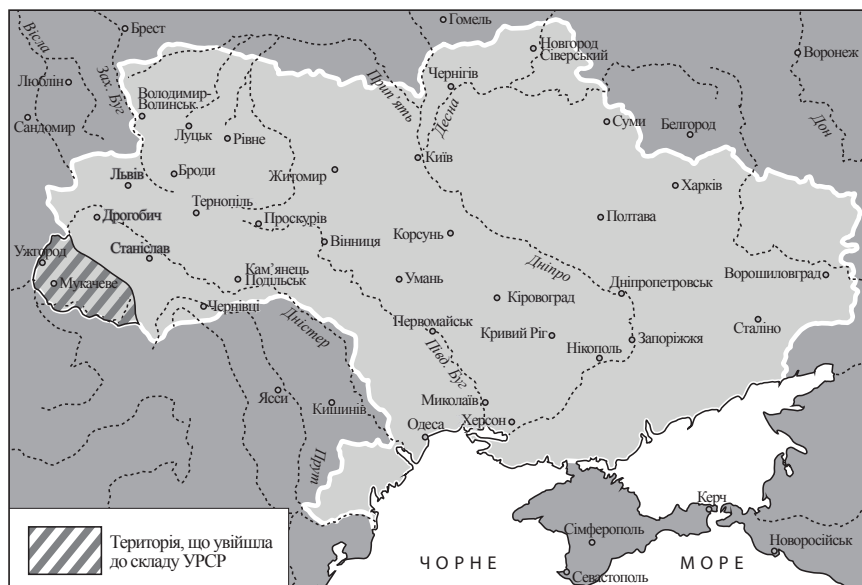 Брест
Гомель
Вісла
Новгород
Сіверський
Воронеж
Люблін
Зах. Буг
Володимир-
Волинськ
Прип'ять
Чернігів
Десна
Сандомир
Луцьк
Рівне
Суми
Белгород
Дон
Київ
Львів
Броди
Житомир
Харків
Дрогобич
Тернопіль
Проскурів
Полтава
Ужгород
Станіслав
Вінниця
Корсунь
Дніпро
Мукачеве
Кам’янець
Подільськ
Умань
Дніпропетровськ
Ворошиловград
Чернівці
Кіровоград
Дністер
Первомайськ
Кривий Ріг
Запоріжжя
Сталіно
Півд. Буг
Нікополь
Ясси
Кишинів
Миколаїв
Одеса
Херсон
Прут
Керч
Територія, що увійшла
до складу УРСР
Сімферополь
Новоросійськ
ЧОРНЕ МОРЕ
Севастополь